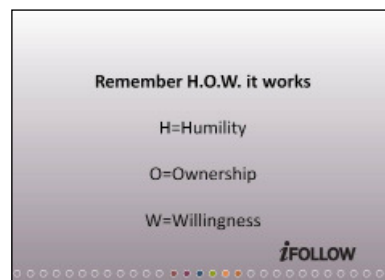 Remember H.O.W. it works
H=Humility
O=Ownership
W=Willingness
iFOLLOW